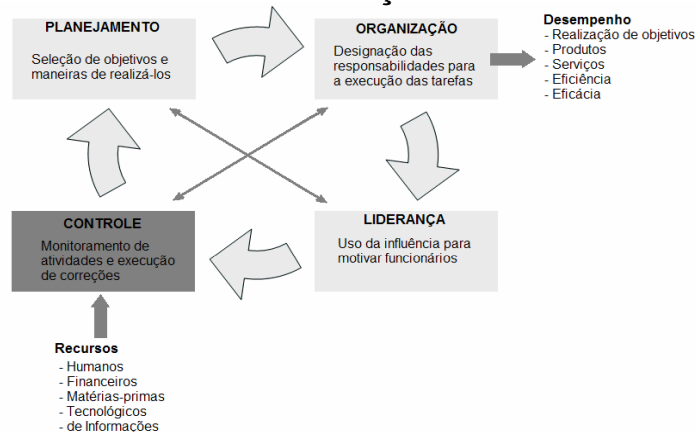 PLANEJAMENTO
Seleção de objetivos e
maneiras de realizá-los
ORGANIZAÇÃO
Designação das
responsabilidades para
a execução das tarefas
Desempenho
- Realização de objetivos
- Produtos
- Serviços
- Eficiência
- Eficácia
CONTROLE
Monitoramento de
atividades e execução
de correções
LIDERANÇA
Uso da influência para
motivar funcionários
Recursos
- Humanos
- Financeiros
- Matérias-primas
- Tecnológicos
- de Informações